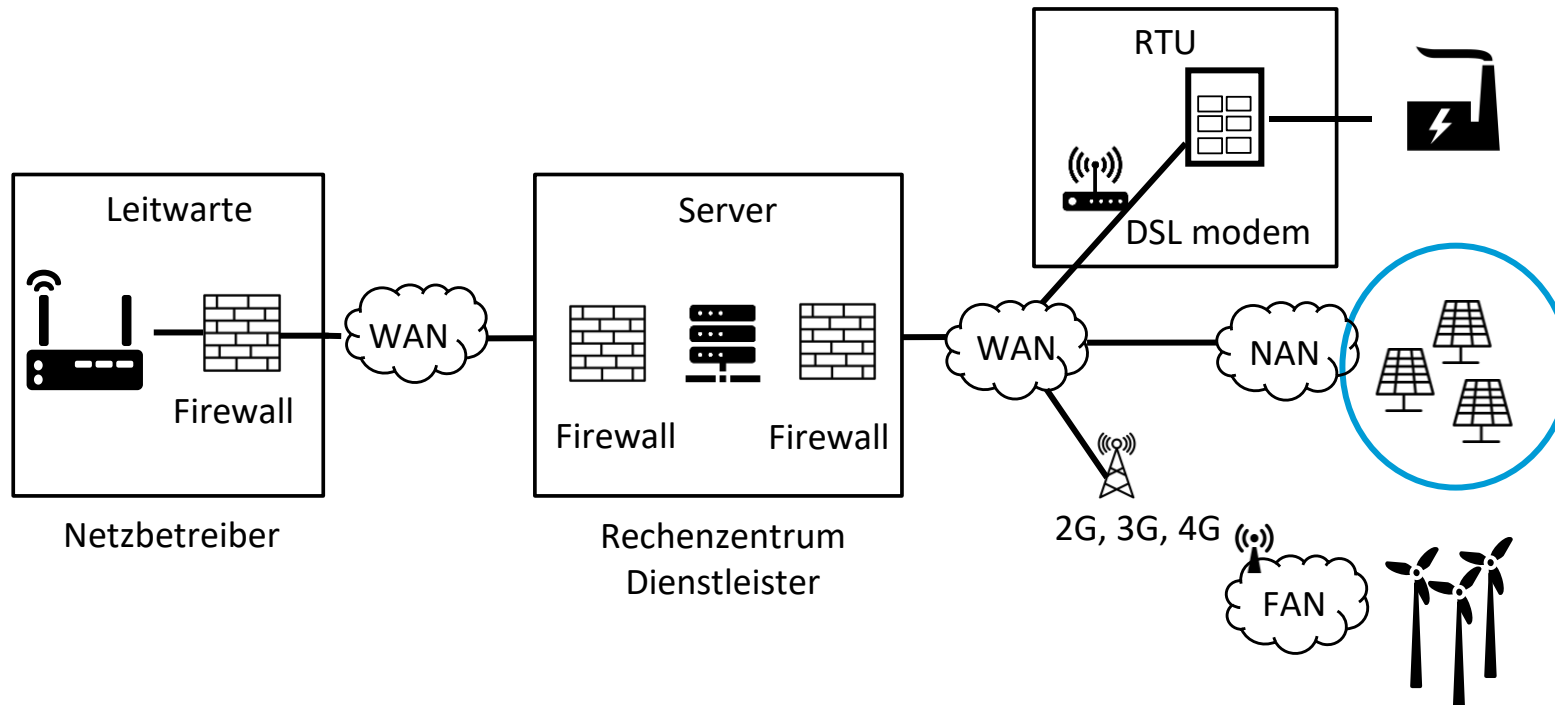 RTU
DSL modem
Leitwarte
Firewall
Netzbetreiber
WAN
Server
Firewall
Firewall
Rechenzentrum
Dienstleister
WAN
NAN
2G, 3G, 4G
FAN